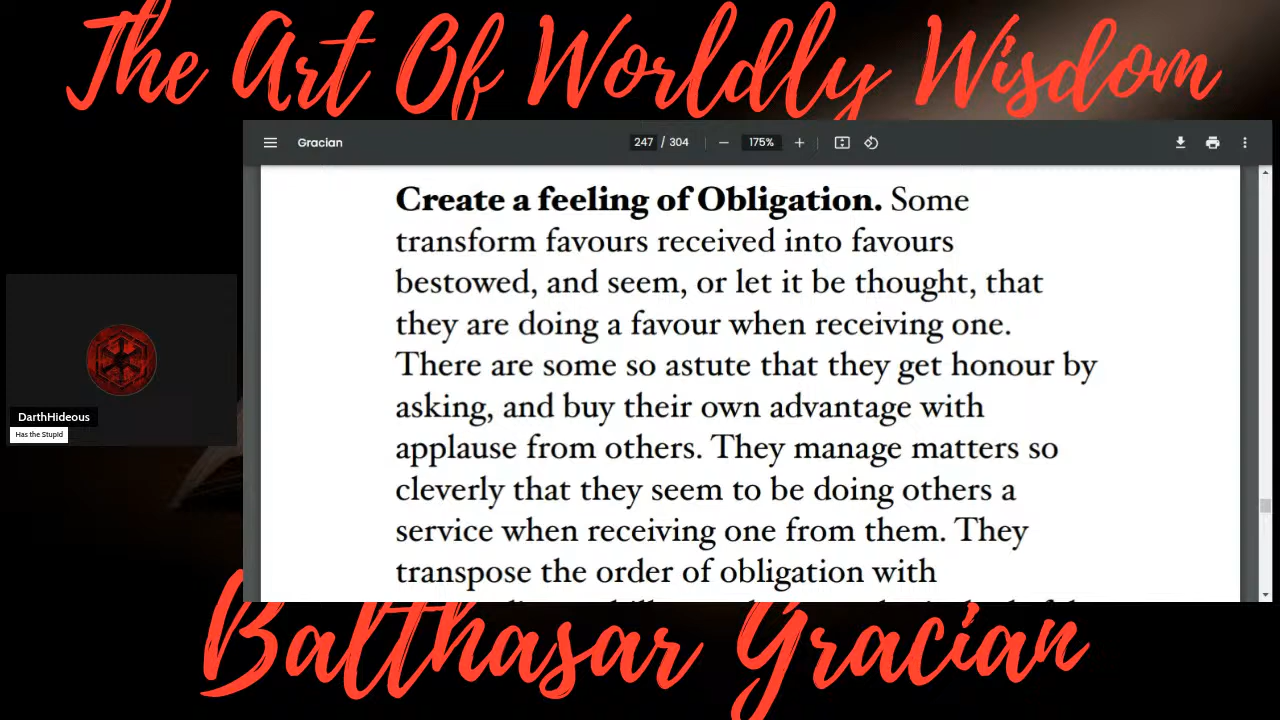 The Art Of Worldly Wisdom
Gracian
247 / 304
175%
Create a feeling of Obligation. Some
transform favours received into favours
bestowed, and seem, or let it be thought, that
they are doing a favour when receiving one.
There are some so astute that they get honour by
asking, and buy their own advantage with
applause from others. They manage matters so
cleverly that they seem to be doing others a
service when receiving one from them. They
transpose the order of obligation with
DarthHideous
Has the Stupid
Balthasar Gracian